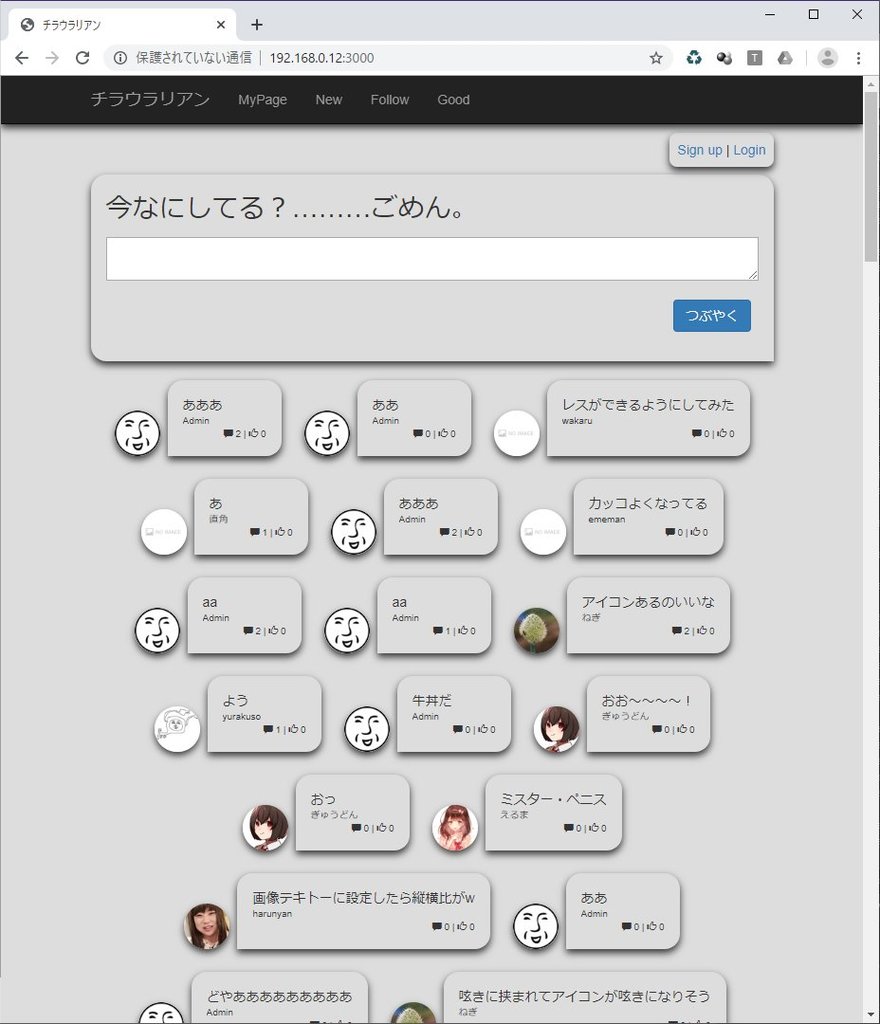 チラウラリアン
保護されていない通信 | 192.168.0.12:3000
チラウラリアン MyPage New Follow Good
Sign up | Login
今なにしてる？………ごめん。
つぶやく
あああ
Admin
2 | 0
ああ
Admin
0 | 0
レスができるようにしてみた
wakaru
0 | 0
NO IMAGE
あ
直角
1 | 0
NO IMAGE
あああ
Admin
2 | 0
カッコよくなってる
ememan
0 | 0
NO IMAGE
aa
Admin
2 | 0
aa
Admin
1 | 0
アイコンあるのいいな
ねぎ
2 | 0
よう
yurakuso
1 | 0
牛丼だ
Admin
0 | 0
おお～～～～！
ぎゅうどん
0 | 0
おっ
ぎゅうどん
0 | 0
ミスター・ペニス
えるま
0 | 0
画像テキトーに設定したら縦横比がw
harunyan
0 | 0
ああ
Admin
0 | 0
どやああああああああああ
Admin
呟きに挟まれてアイコンが呟きになりそう
ねぎ